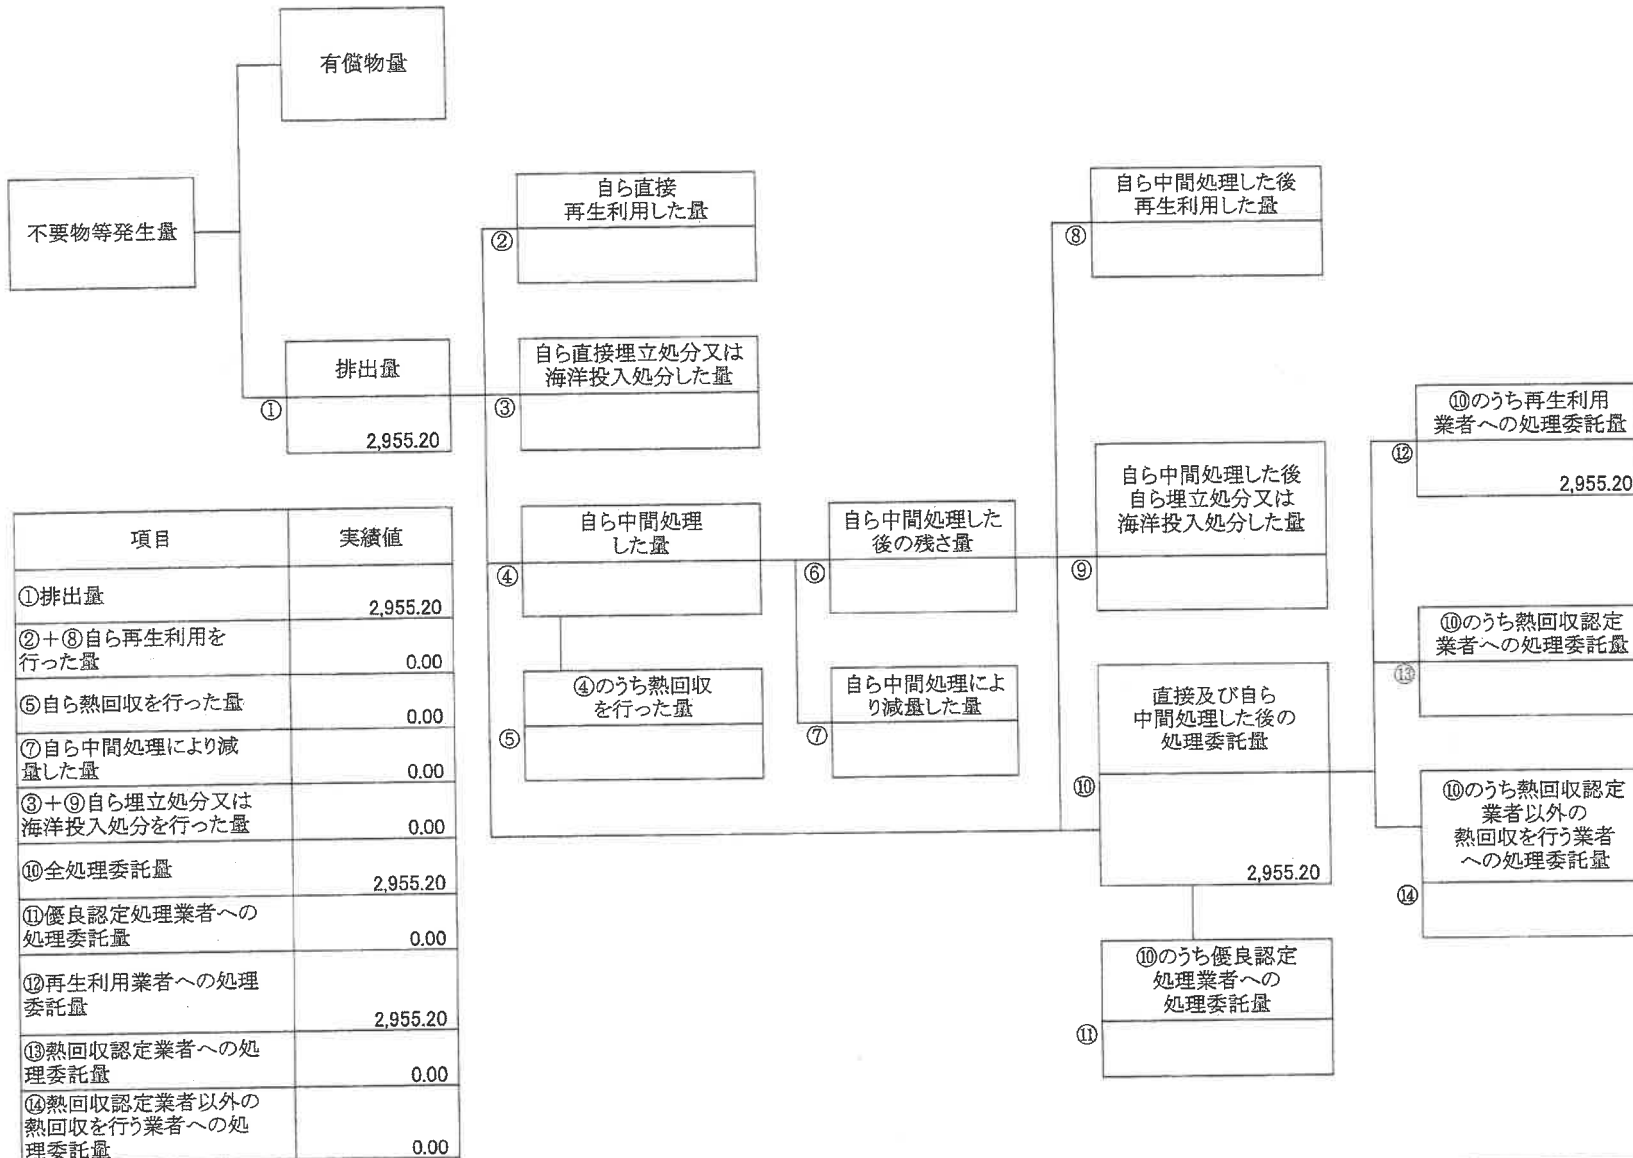 有償物量
不要物等発生量
排出量
①
2,955.20
自ら直接
再生利用した量
②
自ら直接埋立処分又は
海洋投入処分した量
③
自ら中間処理
した量
④
④のうち熱回収
を行った量
⑤
自ら中間処理した
後の残さ量
⑥
自ら中間処理によ
り減量した量
⑦
自ら中間処理した後
再生利用した量
⑧
自ら中間処理した後
自ら埋立処分又は
海洋投入処分した量
⑨
直接及び自ら
中間処理した後の
処理委託量
⑩
2,955.20
⑩のうち優良認定
処理業者への
処理委託量
⑪
⑩のうち再生利用
業者への処理委託量
⑫
2,955.20
⑩のうち熱回収認定
業者への処理委託量
⑬
⑩のうち熱回収認定
業者以外の
熱回収を行う業者
への処理委託量
⑭
項目 実績値
①排出量 2,955.20
②+⑧自ら再生利用を
行った量 0.00
⑤自ら熱回収を行った量 0.00
⑦自ら中間処理により減
量した量 0.00
③+⑨自ら埋立処分又は
海洋投入処分を行った量 0.00
⑩全処理委託量 2,955.20
⑪優良認定処理業者への
処理委託量 0.00
⑫再生利用業者への処理
委託量 2,955.20
⑬熱回収認定業者への処
理委託量 0.00
⑭熱回収認定業者以外の
熱回収を行う業者への処
理委託量 0.00